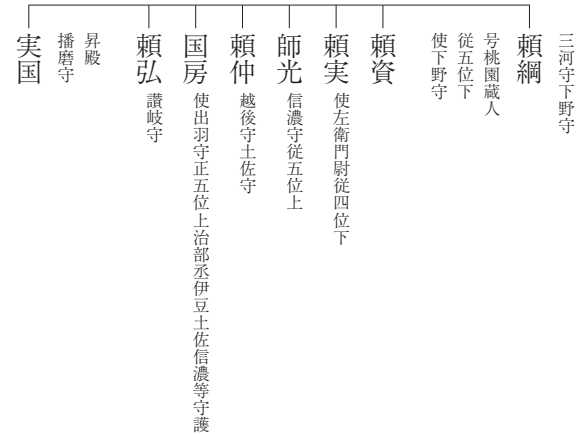 三河守下野守
頼綱
号桃園蔵人
従五位下
使下野守
頼資
頼実 使左衛門尉従四位下
師光 信濃守従五位上
頼仲 越後守土佐守
国房 使出羽守正五位上治部丞伊豆土佐信濃等守護
頼弘 讃岐守
昇殿
播磨守
実国